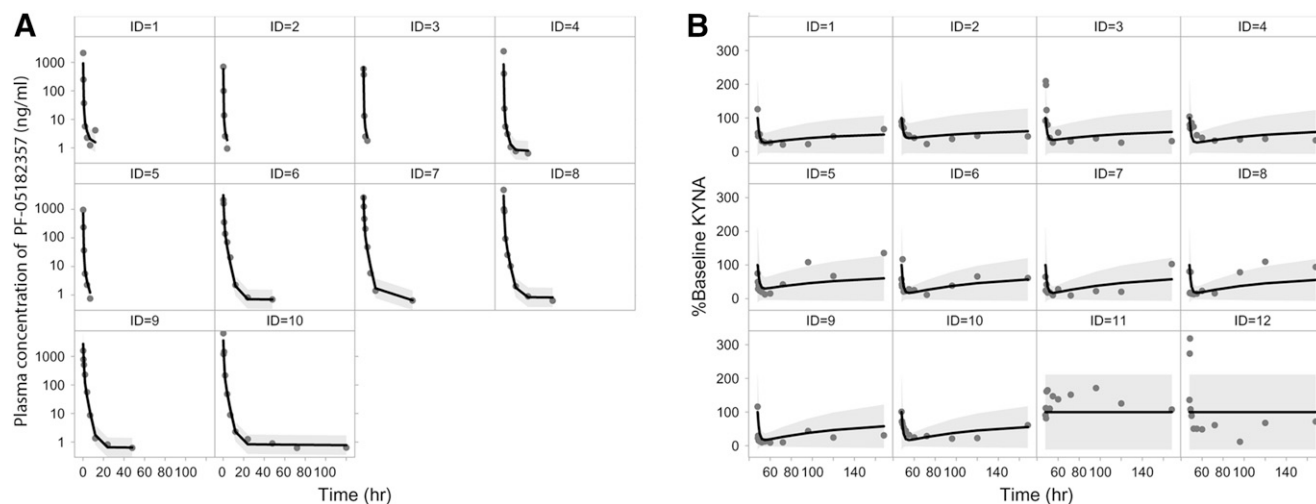 A
ID=1 ID=2 ID=3 ID=4
1000
100
10
1
ID=5 ID=6 ID=7 ID=8
1000
100
10
1
ID=9 ID=10
1000
100
10
1
0 20 40 60 80 100 0 20 40 60 80 100
Plasma concentration of PF-05182357 (ng/ml)
Time (hr)
B
ID=1 ID=2 ID=3 ID=4
300
200
100
0
ID=5 ID=6 ID=7 ID=8
300
200
100
0
ID=9 ID=10 ID=11 ID=12
300
200
100
0
60 80 100 140 60 80 100 140 60 80 100 140 60 80 100 140
%Baseline KYNA
Time (hr)